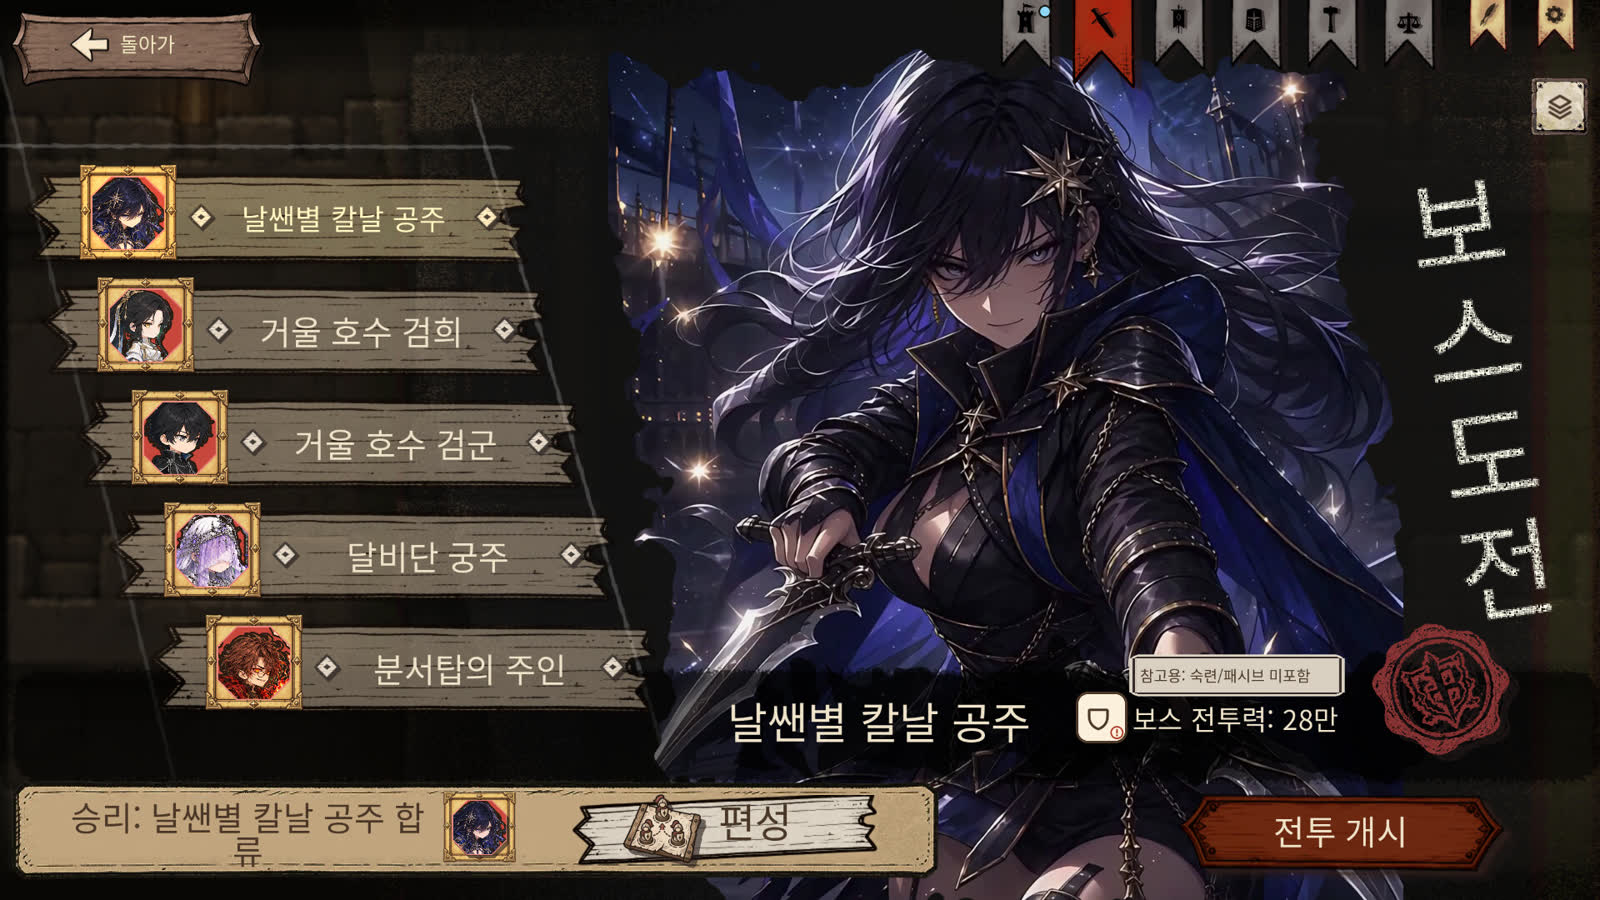 돌아가
날쌘별 칼날 공주
거울 호수 검희
거울 호수 검군
달비단 궁주
분서탑의 주인
보스도전
참고용: 숙련/패시브 미포함
날쌘별 칼날 공주
보스 전투력: 28만
승리: 날쌘별 칼날 공주 합
류
편성
전투 개시